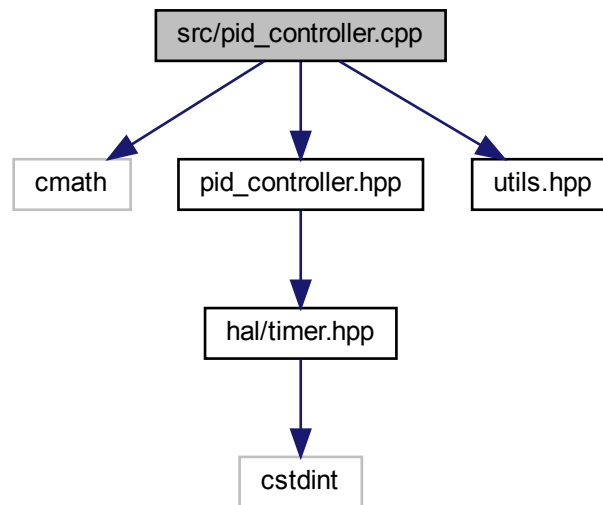 src/pid_controller.cpp
cmath
pid_controller.hpp
utils.hpp
hal/timer.hpp
cstdint